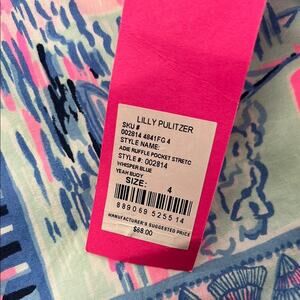 LILLY PULITZER
SKU #
002814 4841FG 4
STYLE NAME:
ADIE RUFFLE POCKET STRETC
STYLE #: 002814
WHISPER BLUE
YEAH BUOY
SIZE: 4
889069 525514
MANUFACTURER'S SUGGESTED PRICE
$68.00